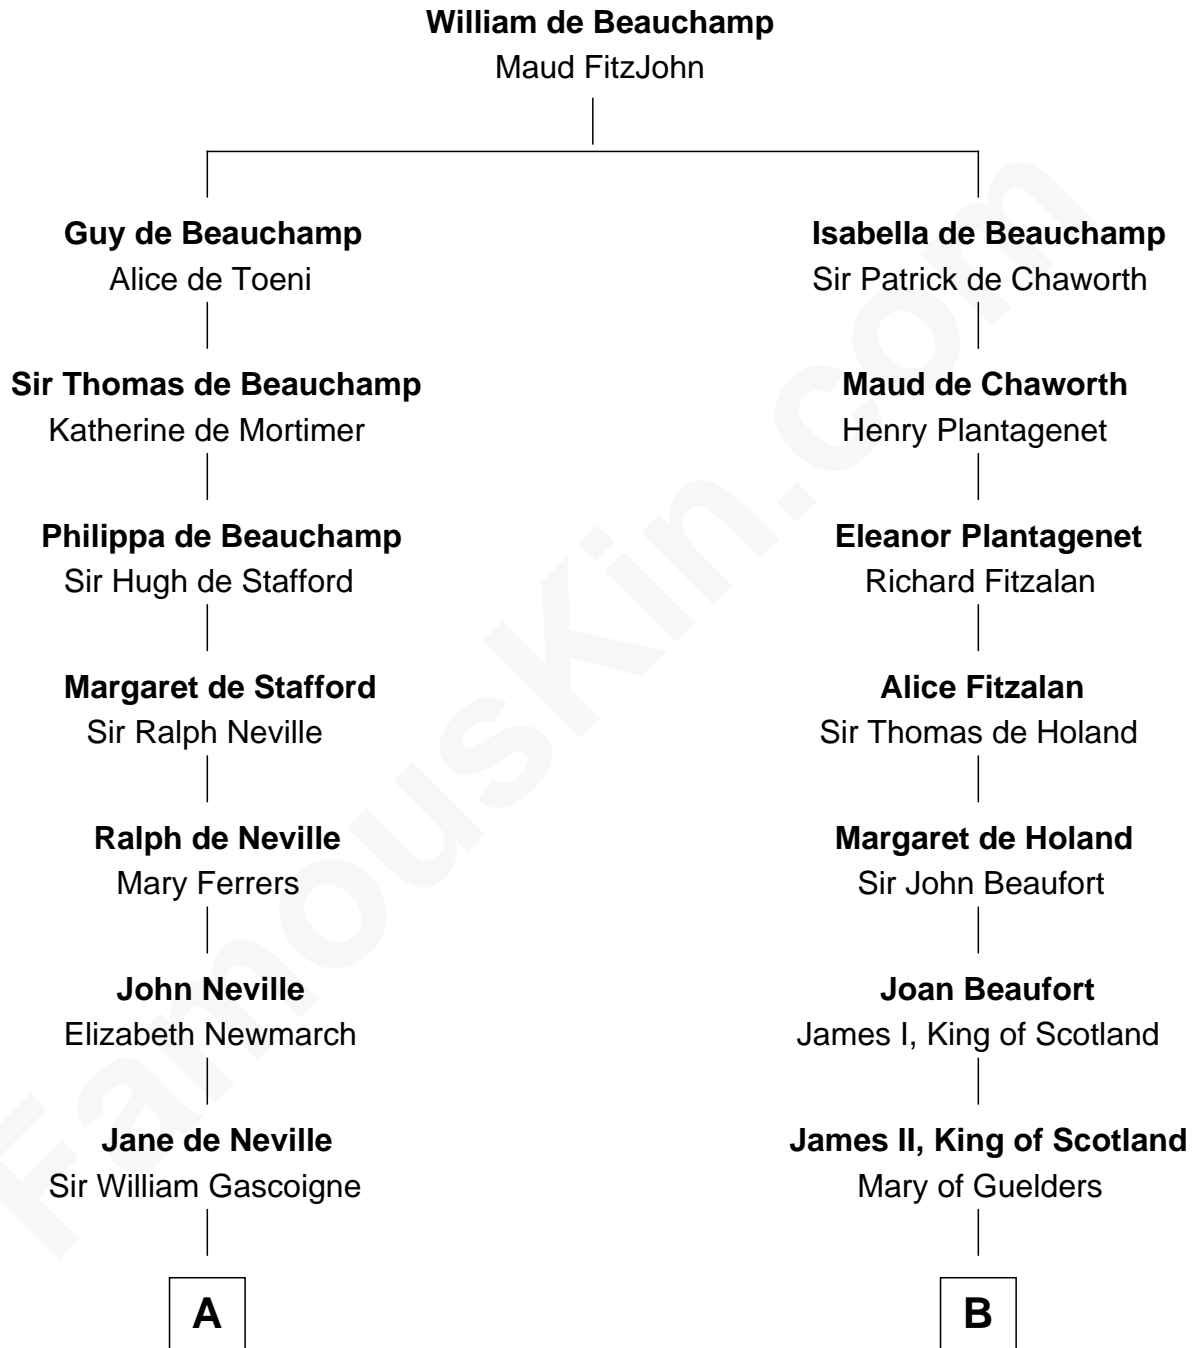 William de Beauchamp
Maud FitzJohn
Guy de Beauchamp
Alice de Toeni
Isabella de Beauchamp
Sir Patrick de Chaworth
Sir Thomas de Beauchamp
Katherine de Mortimer
Maud de Chaworth
Henry Plantagenet
Philippa de Beauchamp
Sir Hugh de Stafford
Eleanor Plantagenet
Richard Fitzalan
Margaret de Stafford
Sir Ralph Neville
Alice Fitzalan
Sir Thomas de Holand
Ralph de Neville
Mary Ferrers
Margaret de Holand
Sir John Beaufort
John Neville
Elizabeth Newmarch
Joan Beaufort
James I, King of Scotland
Jane de Neville
Sir William Gascoigne
James II, King of Scotland
Mary of Guelders
A
B
FamousKin.com